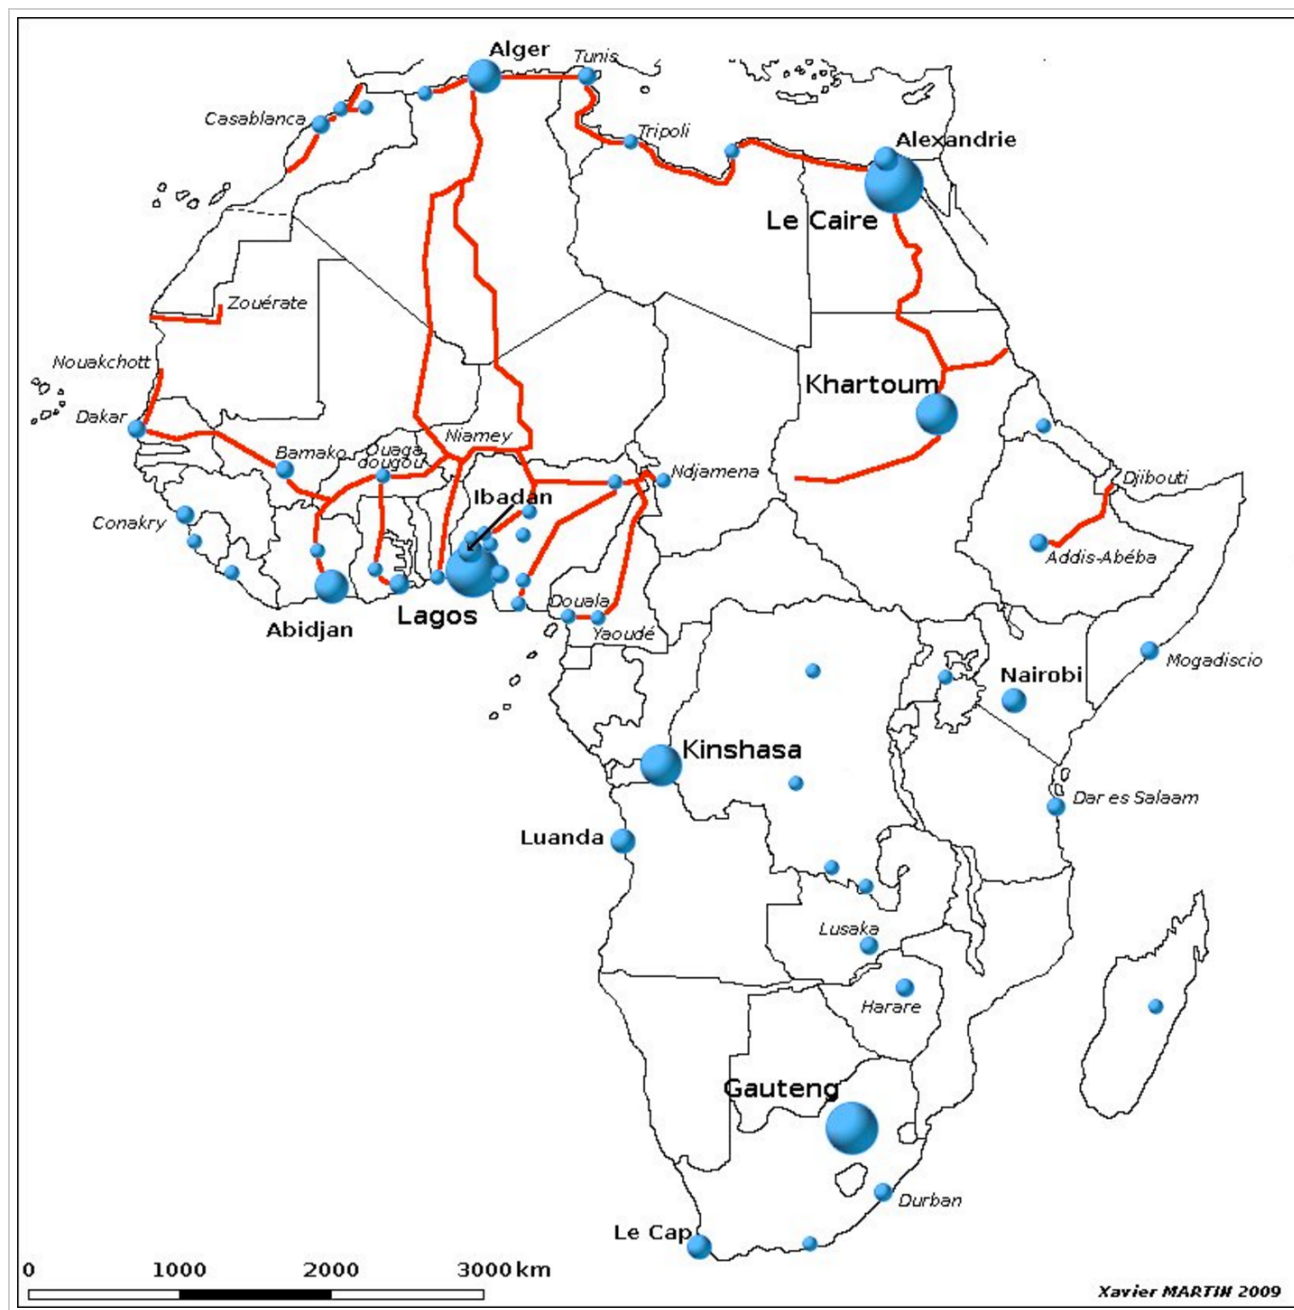 Alger
Tunis
Casablanca
Tripoli
Alexandrie
Le Caire
Zouérate
Nouakchott
Khartoum
Dakar
Niamey
Bamako
Ouaga
dougou
Ndjamena
Djibouti
Ibadan
Conakry
Addis-Abéba
Douala
Lagos
Abidjan
Yaoudé
Mogadiscio
Nairobi
Kinshasa
Dar es Salaam
Luanda
Lusaka
Harare
Gauteng
Durban
Le Cap
0 1000 2000 3000 km
Xavier MARTIN 2009